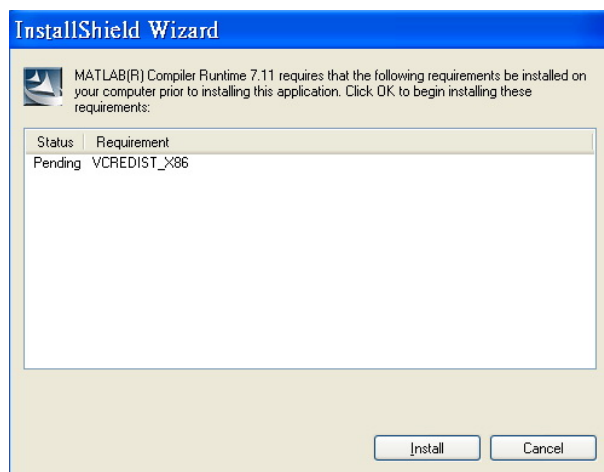 InstallShield Wizard
MATLAB(R) Compiler Runtime 7.11 requires that the following requirements be installed on
your computer prior to installing this application. Click OK to begin installing these
requirements:
Status Requirement
Pending VCREDIST_X86
Install Cancel